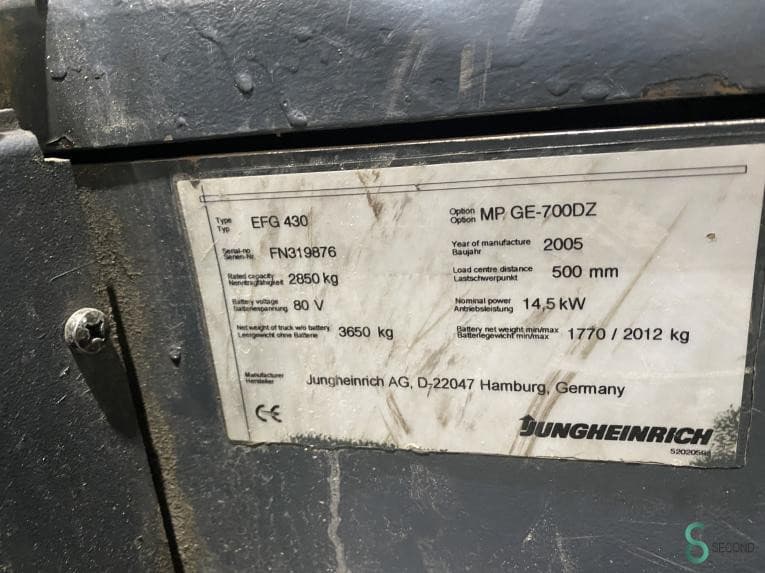 Type
Typ
EFG 430
Option
Option
MP GE-700DZ
Serial-no
Serien-Nr.
FN319876
Year of manufacture
Baujahr
2005
Rated capacity
Nenntragfähigkeit
2850 kg
Load centre distance
Lastschwerpunkt
500 mm
Battery voltage
Batteriespannung
80 V
Nominal power
Antriebsleistung
14,5 kW
Net weight of truck w/o battery
Leergewicht ohne Batterie
3650 kg
Battery net weight min/max
Batteriegewicht min/max
1770 / 2012 kg
Manufacturer
Hersteller
Jungheinrich AG, D-22047 Hamburg, Germany
CE
JUNGHEINRICH
SECOND